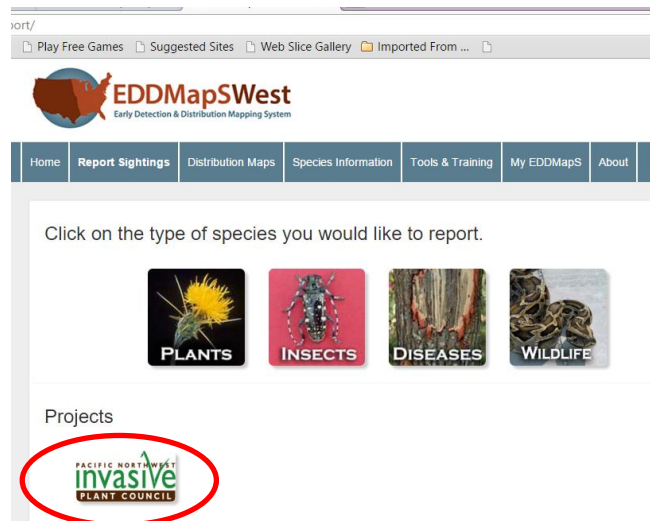 ort/
Play Free Games Suggested Sites Web Slice Gallery Imported From ...
EDDMapSWest
Early Detection & Distribution Mapping System
Home Report Sightings Distribution Maps Species Information Tools & Training My EDDMapS About
Click on the type of species you would like to report.
PLANTS INSECTS DISEASES WILDLIFE
Projects
PACIFIC NORTHWEST
invasive
PLANT COUNCIL